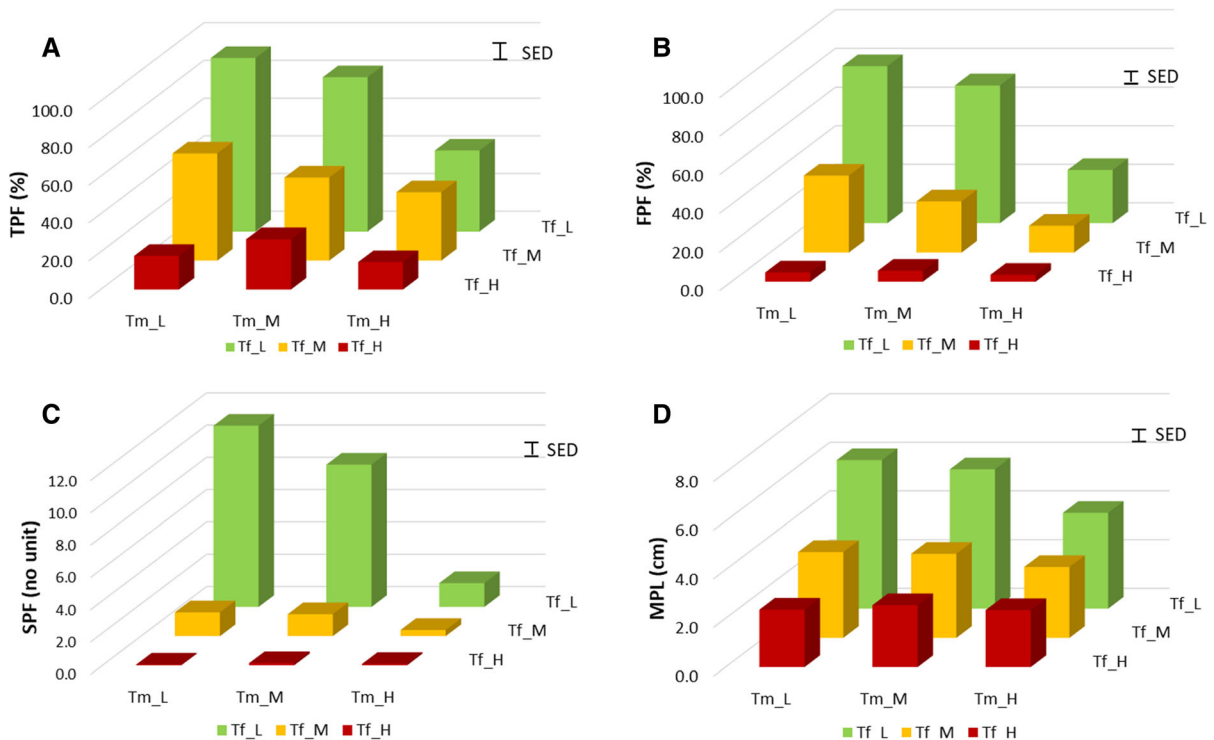 A
SED
TPF (%)
100.0
80.0
60.0
40.0
20.0
0.0
Tf_L
Tf_M
Tf_H
Tm_L Tm_M Tm_H
Tf_L Tf_M Tf_H
B
SED
FPF (%)
100.0
80.0
60.0
40.0
20.0
0.0
Tf_L
Tf_M
Tf_H
Tm_L Tm_M Tm_H
Tf_L Tf_M Tf_H
C
SED
SPF (no unit)
12.0
10.0
8.0
6.0
4.0
2.0
0.0
Tf_L
Tf_M
Tf_H
Tm_L Tm_M Tm_H
Tf_L Tf_M Tf_H
D
SED
MPL (cm)
8.0
6.0
4.0
2.0
0.0
Tf_L
Tf_M
Tf_H
Tm_L Tm_M Tm_H
Tf L Tf M Tf H